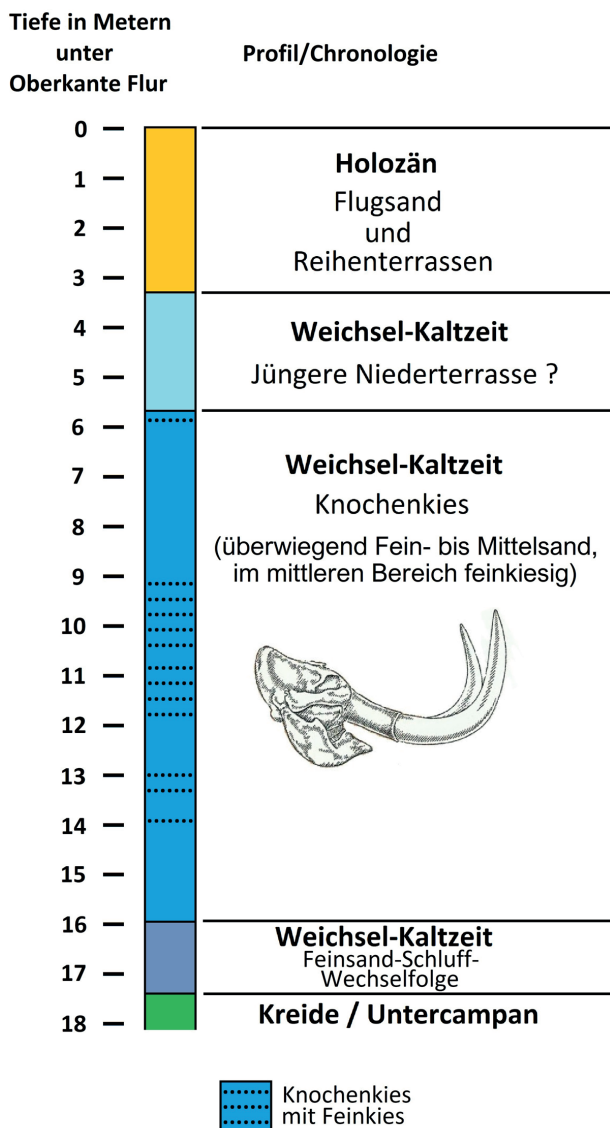 Tiefe in Metern
unter
Oberkante Flur
Profil/Chronologie
0
1
2
3
4
5
6
7
8
9
10
11
12
13
14
15
16
17
18
Holozän
Flugsand
und
Reihenterrassen
Weichsel-Kaltzeit
Jüngere Niederterrasse ?
Weichsel-Kaltzeit
Knochenkies
(überwiegend Fein- bis Mittelsand,
im mittleren Bereich feinkiesig)
Weichsel-Kaltzeit
Feinsand-Schluff-
Wechselfolge
Kreide / Untercampan
Knochenkies
mit Feinkies